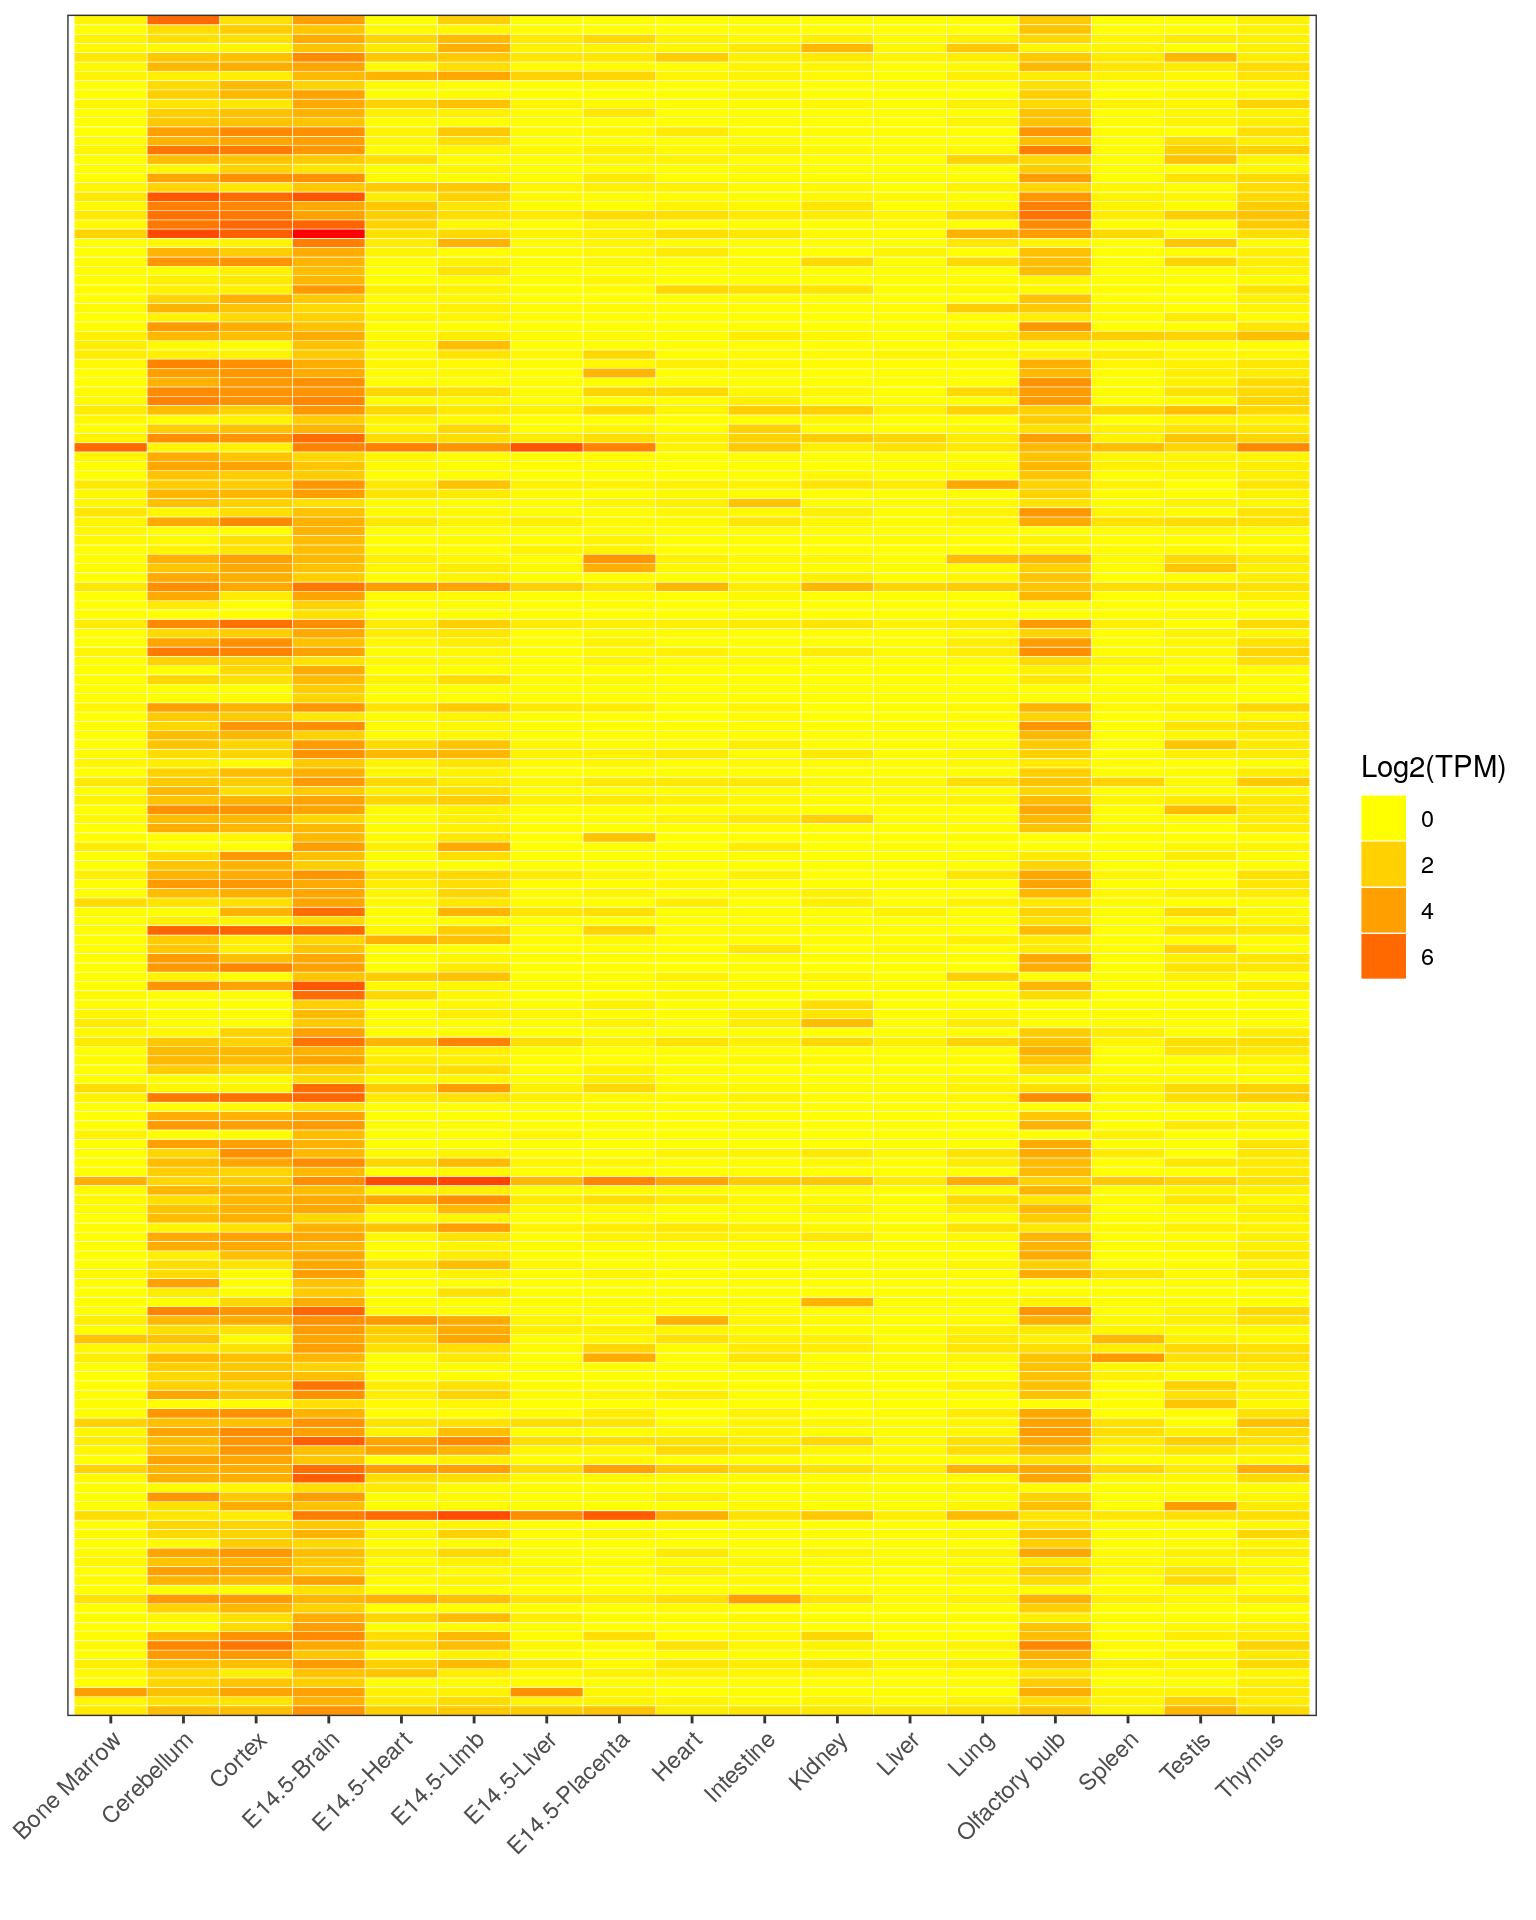 Log2(TPM)
0
2
4
6
Bone Marrow
Cerebellum
Cortex
E14.5-Brain
E14.5-Heart
E14.5-Limb
E14.5-Liver
E14.5-Placenta
Heart
Intestine
Kidney
Liver
Lung
Olfactory bulb
Spleen
Testis
Thymus